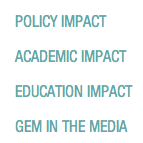 POLICY IMPACT
ACADEMIC IMPACT
EDUCATION IMPACT
GEM IN THE MEDIA